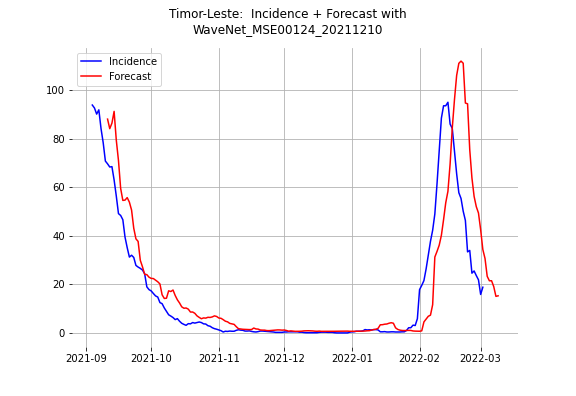 Timor-Leste:  Incidence + Forecast with
WaveNet_MSE00124_20211210
Incidence
Forecast
100
80
60
40
20
0
2021-09 2021-10 2021-11 2021-12 2022-01 2022-02 2022-03